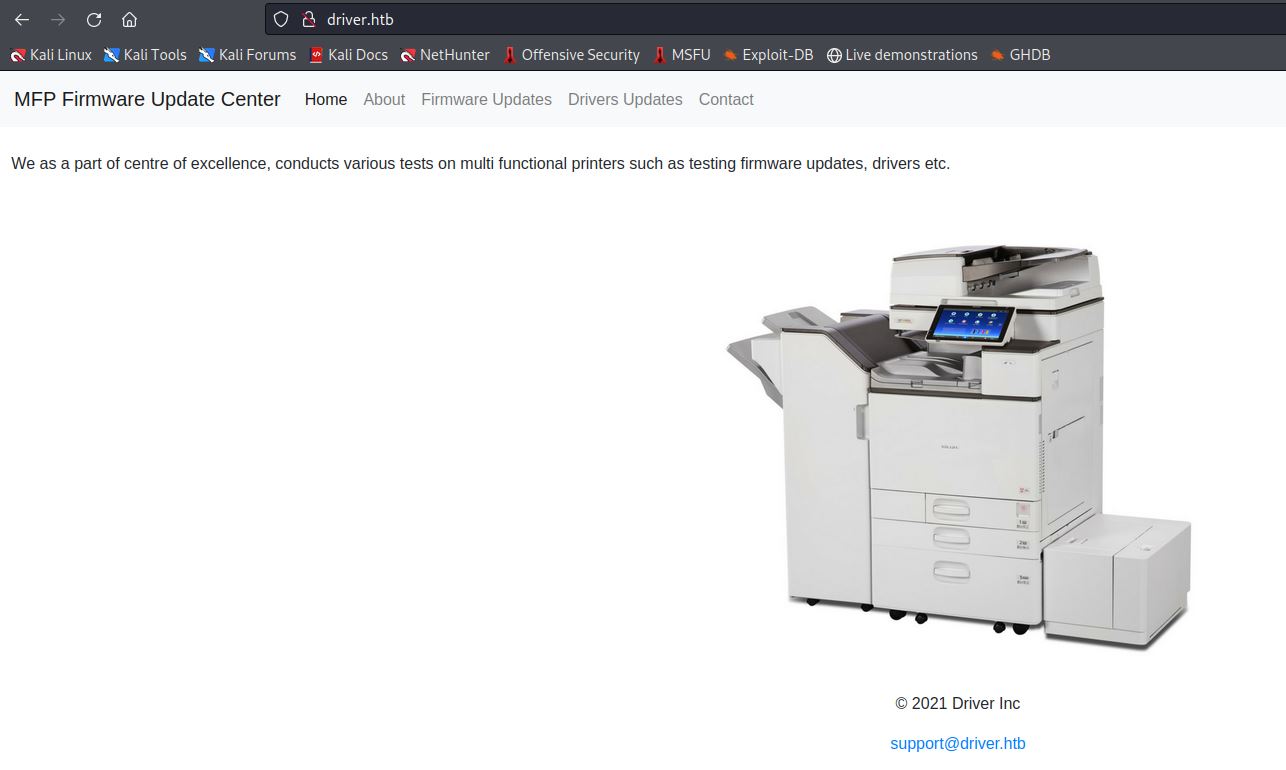 driver.htb
Kali Linux Kali Tools Kali Forums Kali Docs NetHunter Offensive Security MSFU Exploit-DB Live demonstrations GHDB
MFP Firmware Update Center Home About Firmware Updates Drivers Updates Contact
We as a part of centre of excellence, conducts various tests on multi functional printers such as testing firmware updates, drivers etc.
© 2021 Driver Inc
support@driver.htb